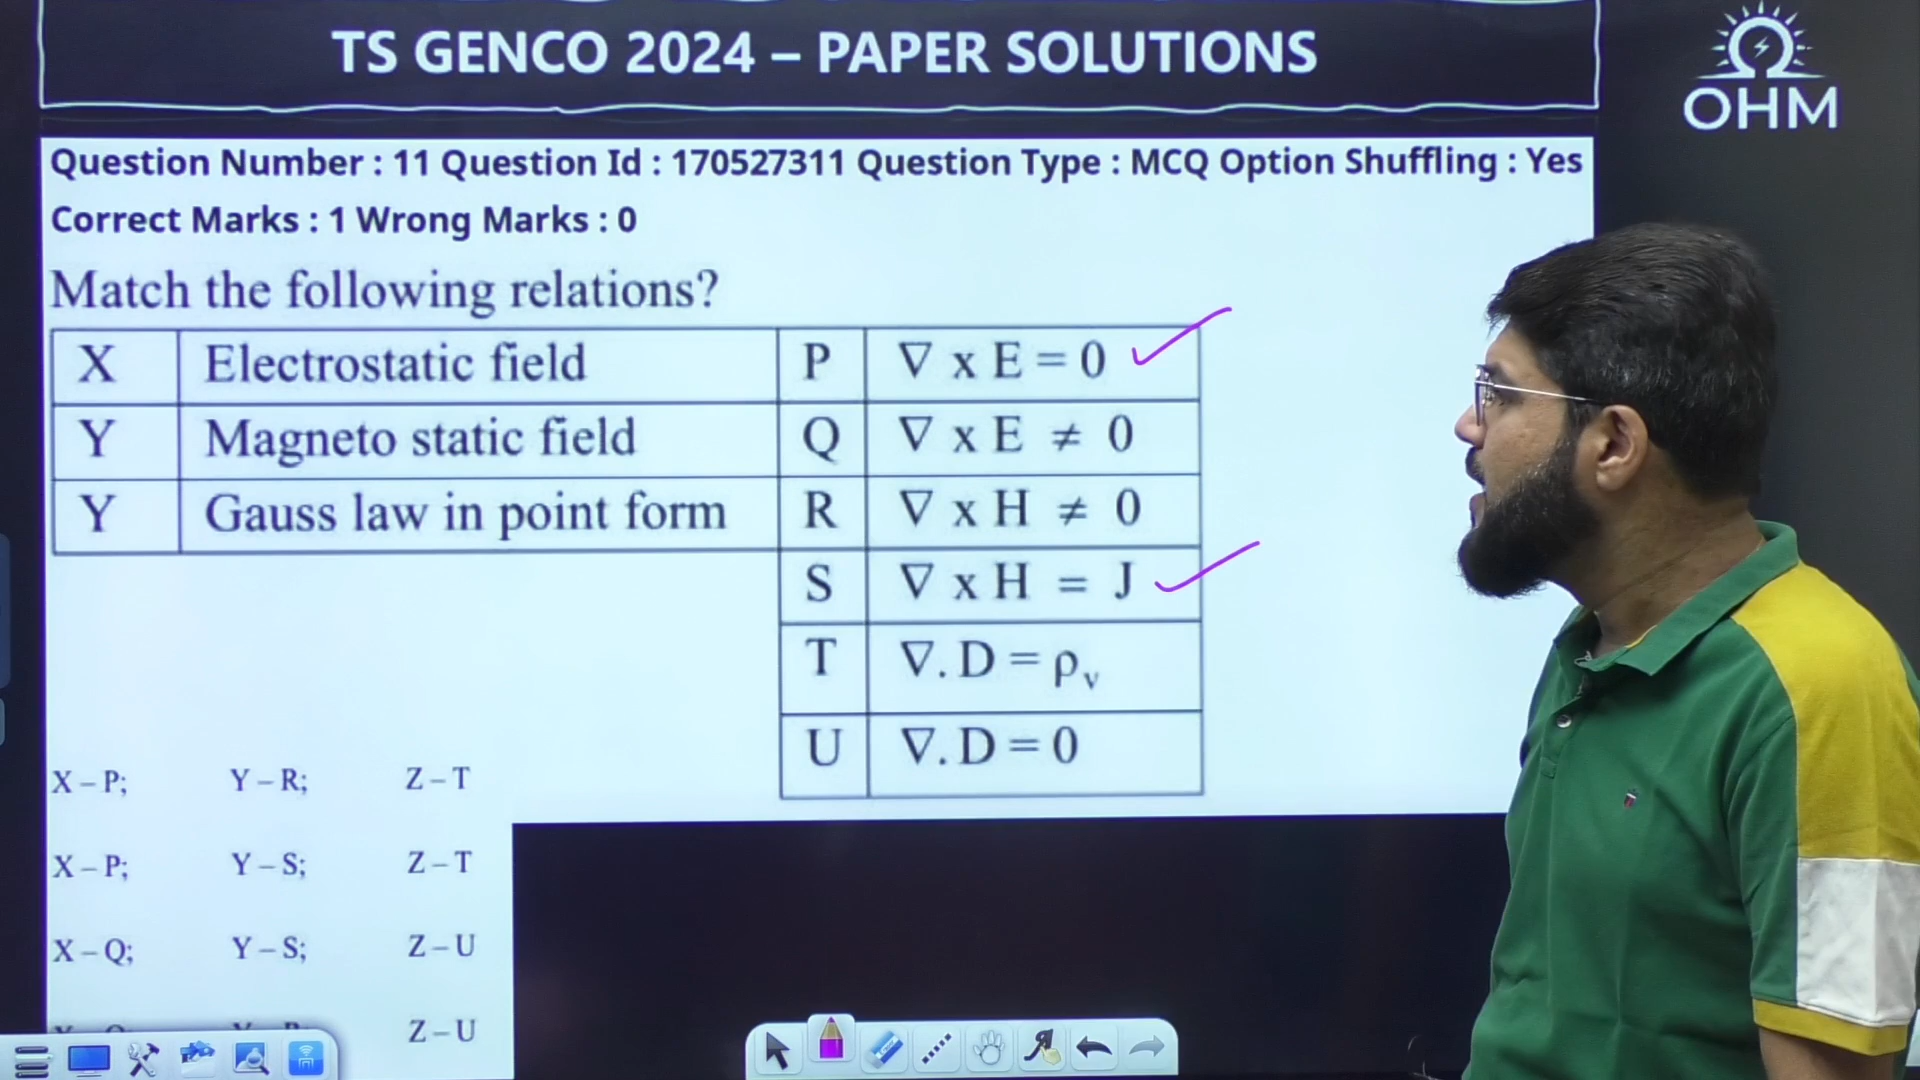 TS GENCO 2024 – PAPER SOLUTIONS
OHM
Question Number : 11 Question Id : 170527311 Question Type : MCQ Option Shuffling : Yes
Correct Marks : 1 Wrong Marks : 0
Match the following relations?
X Electrostatic field P ∇ x E = 0
Y Magneto static field Q ∇ x E ≠ 0
Y Gauss law in point form R ∇ x H ≠ 0
S ∇ x H = J
T ∇. D = ρv
U ∇. D = 0
X – P; Y – R; Z – T
X – P; Y – S; Z – T
X – Q; Y – S; Z – U
Z – U